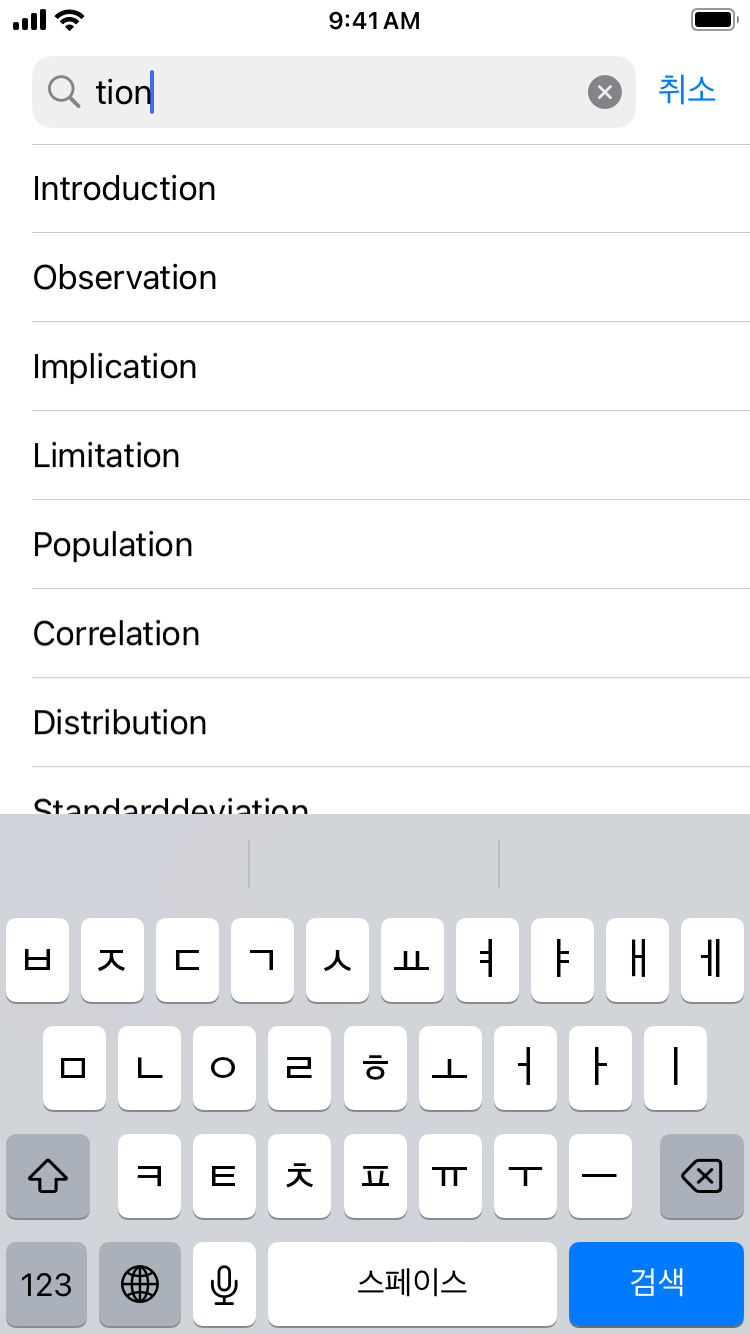 9:41 AM
tion 취소
Introduction
Observation
Implication
Limitation
Population
Correlation
Distribution
Standarddeviation
ㅂ ㅈ ㄷ ㄱ ㅅ ㅛ ㅕ ㅑ ㅐ ㅔ
ㅁ ㄴ ㅇ ㄹ ㅎ ㅗ ㅓ ㅏ ㅣ
ㅋ ㅌ ㅊ ㅍ ㅠ ㅜ ㅡ
123 스페이스 검색